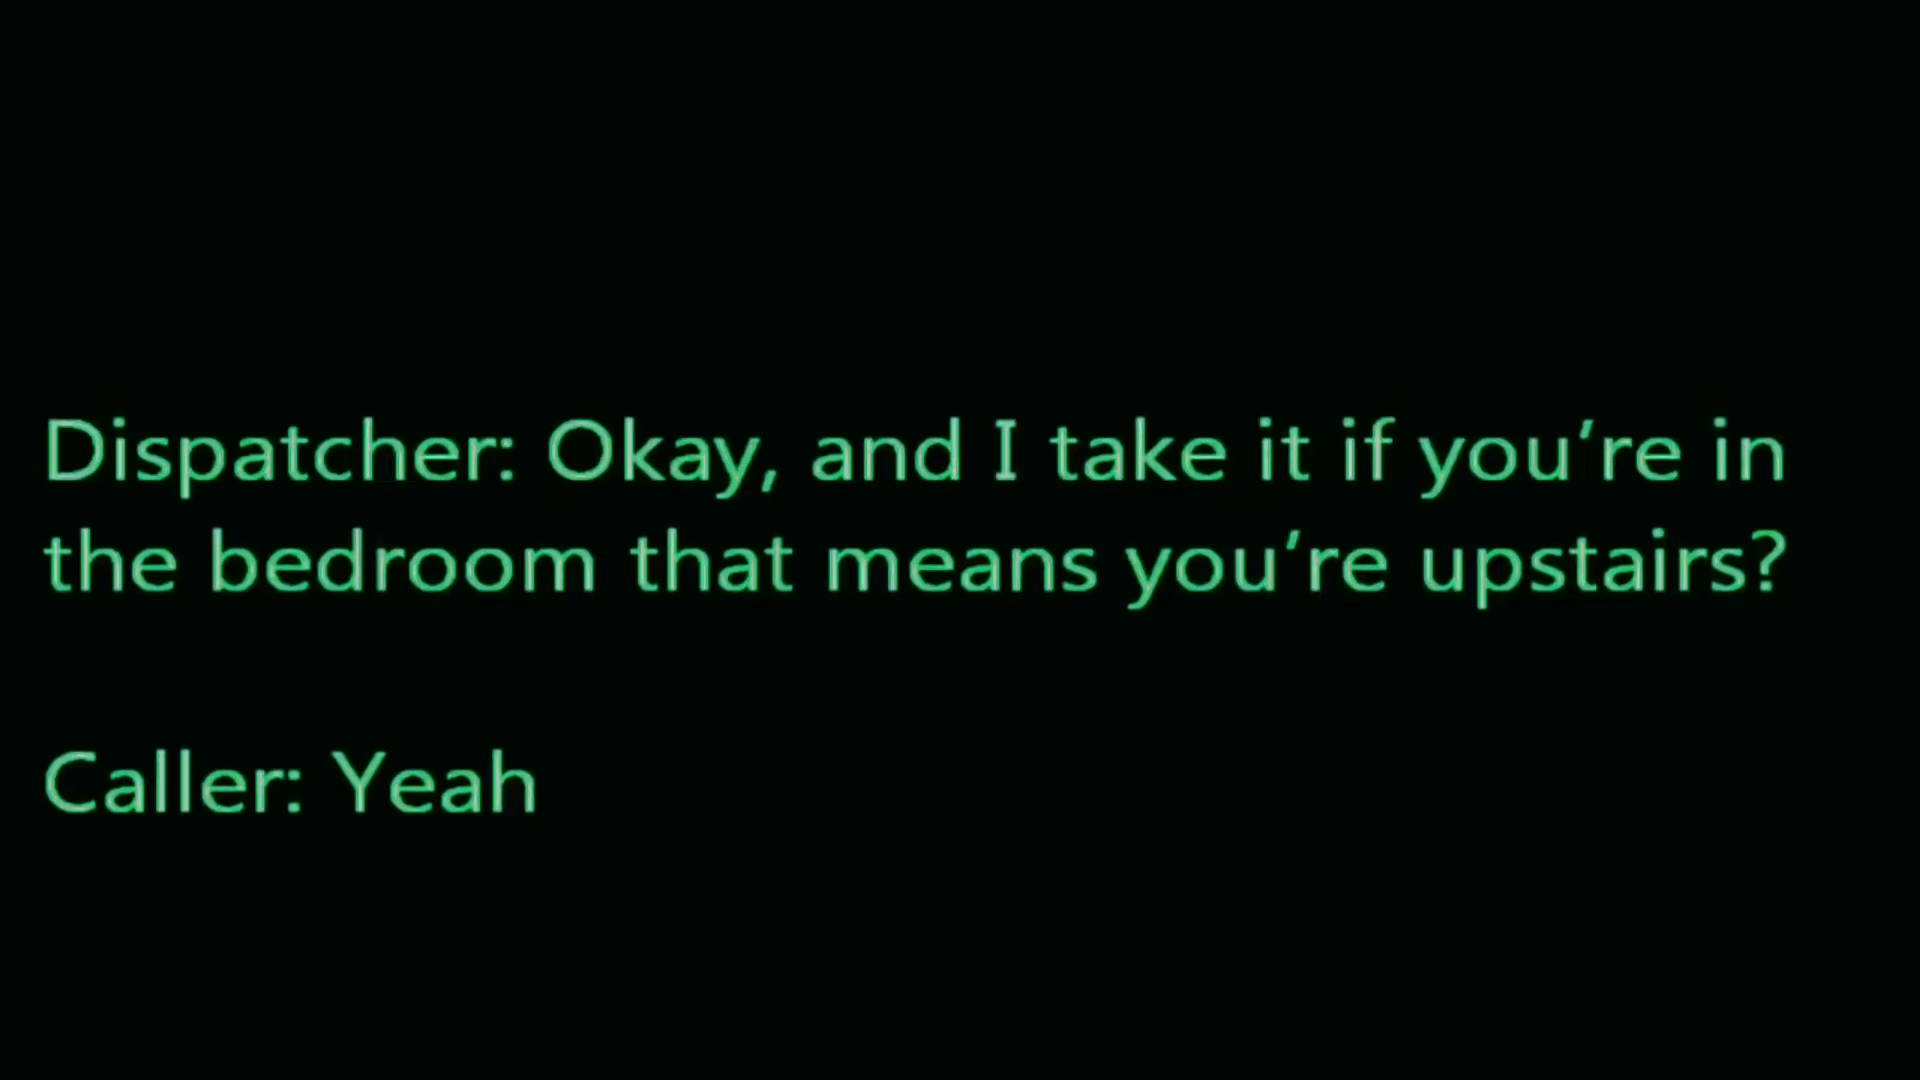 Dispatcher: Okay, and I take it if you’re in
the bedroom that means you’re upstairs?
Caller: Yeah